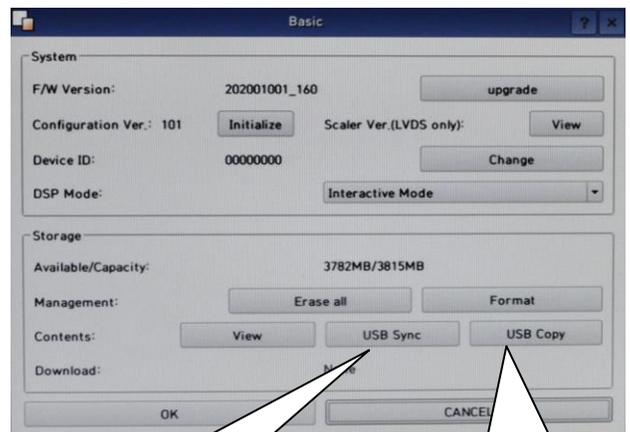 Basic
? ×
System
F/W Version: 202001001_160 upgrade
Configuration Ver.: 101 Initialize Scaler Ver.(LVDS only): View
Device ID: 00000000 Change
DSP Mode: Interactive Mode
Storage
Available/Capacity: 3782MB/3815MB
Management: Erase all Format
Contents: View USB Sync USB Copy
Download:
OK CANCEL